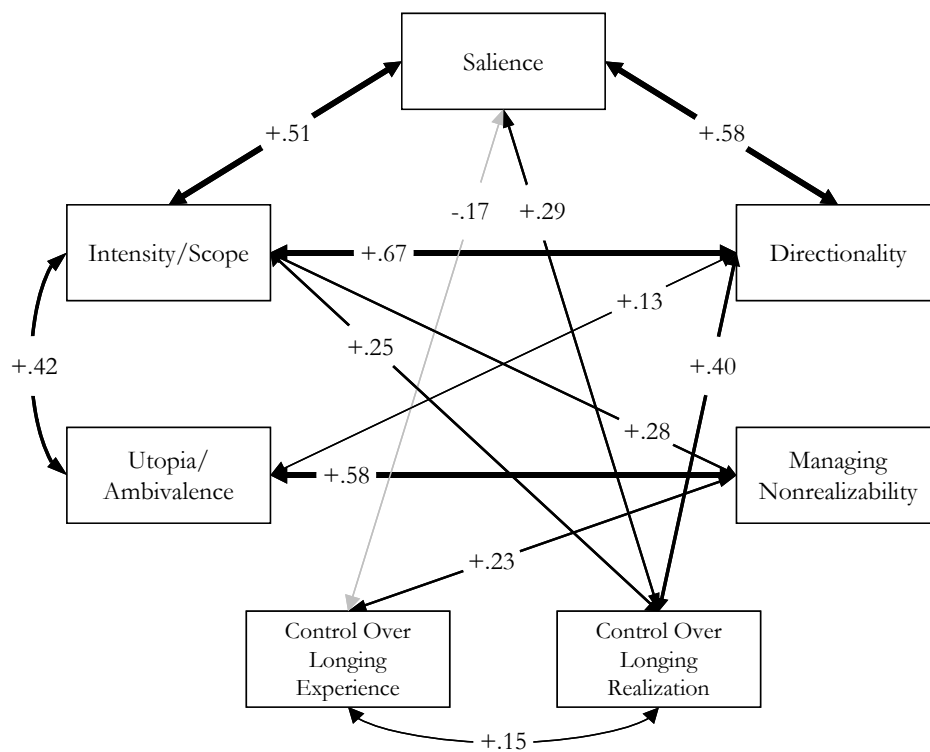 Salience
+.51
+.58
-.17
+.29
Intensity/Scope
+.67
Directionality
+.13
+.25
+.42
+.40
+.28
Utopia/
Ambivalence
+.58
Managing
Nonrealizability
+.23
Control Over
Longing
Experience
Control Over
Longing
Realization
+.15